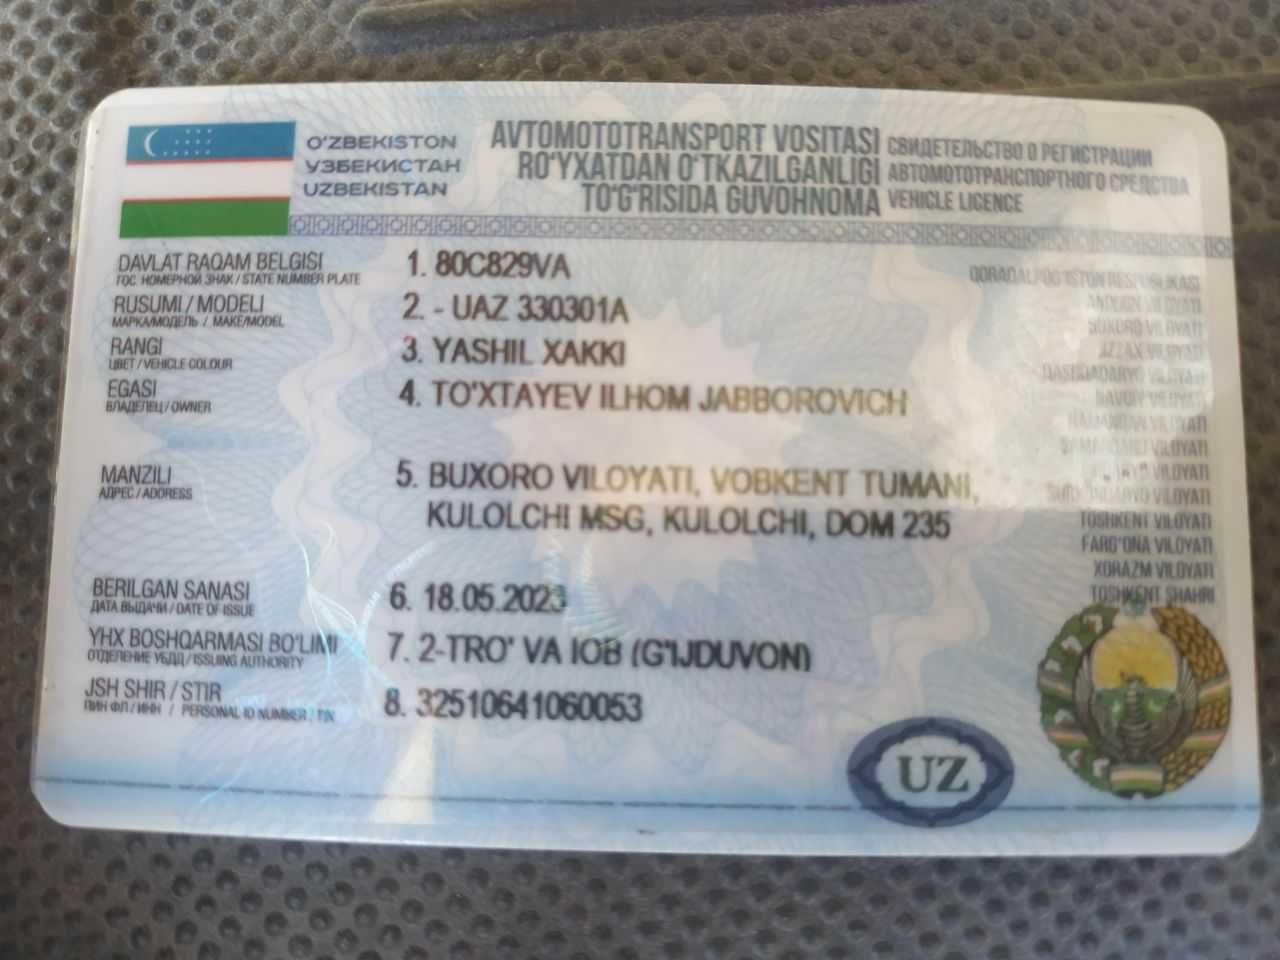 O'ZBEKISTON
УЗБЕКИСТАН
UZBEKISTAN
AVTOMOTOTRANSPORT VOSITASI
RO'YXATDAN O'TKAZILGANLIGI
TO'G'RISIDA GUVOHNOMA
СВИДЕТЕЛЬСТВО О РЕГИСТРАЦИИ
АВТОМОТОТРАНСПОРТНОГО СРЕДСТВА
VEHICLE LICENCE
DAVLAT RAQAM BELGISI
ГОС. НОМЕРНОЙ ЗНАК / STATE NUMBER PLATE
1. 80C829VA
RUSUMI / MODELI
МАРКА/МОДЕЛЬ / MAKE/MODEL
2. - UAZ 330301A
RANGI
ЦВЕТ / VEHICLE COLOUR
3. YASHIL XAKKI
EGASI
ВЛАДЕЛЕЦ / OWNER
4. TO'XTAYEV ILHOM JABBOROVICH
MANZILI
АДРЕС / ADDRESS
5. BUXORO VILOYATI, VOBKENT TUMANI,
KULOLCHI MSG, KULOLCHI, DOM 235
BERILGAN SANASI
ДАТА ВЫДАЧИ / DATE OF ISSUE
6. 18.05.2023
YHX BOSHQARMASI BO'LIMI
ОТДЕЛЕНИЕ УБДД / ISSUING AUTHORITY
7. 2-TRO' VA IOB (G'IJDUVON)
JSH SHIR / STIR
ПИН ФЛ / ИНН / PERSONAL ID NUMBER / TIN
8. 32510641060053
QORAQALPOG'ISTON RESPUBLIKASI
ANDIJON VILOYATI
BUXORO VILOYATI
JIZZAX VILOYATI
QASHQADARYO VILOYATI
NAVOIY VILOYATI
NAMANGAN VILOYATI
SAMARQAND VILOYATI
VILOYATI
SURXONDARYO VILOYATI
TOSHKENT VILOYATI
FARG'ONA VILOYATI
XORAZM VILOYATI
TOSHKENT SHAHRI
UZ